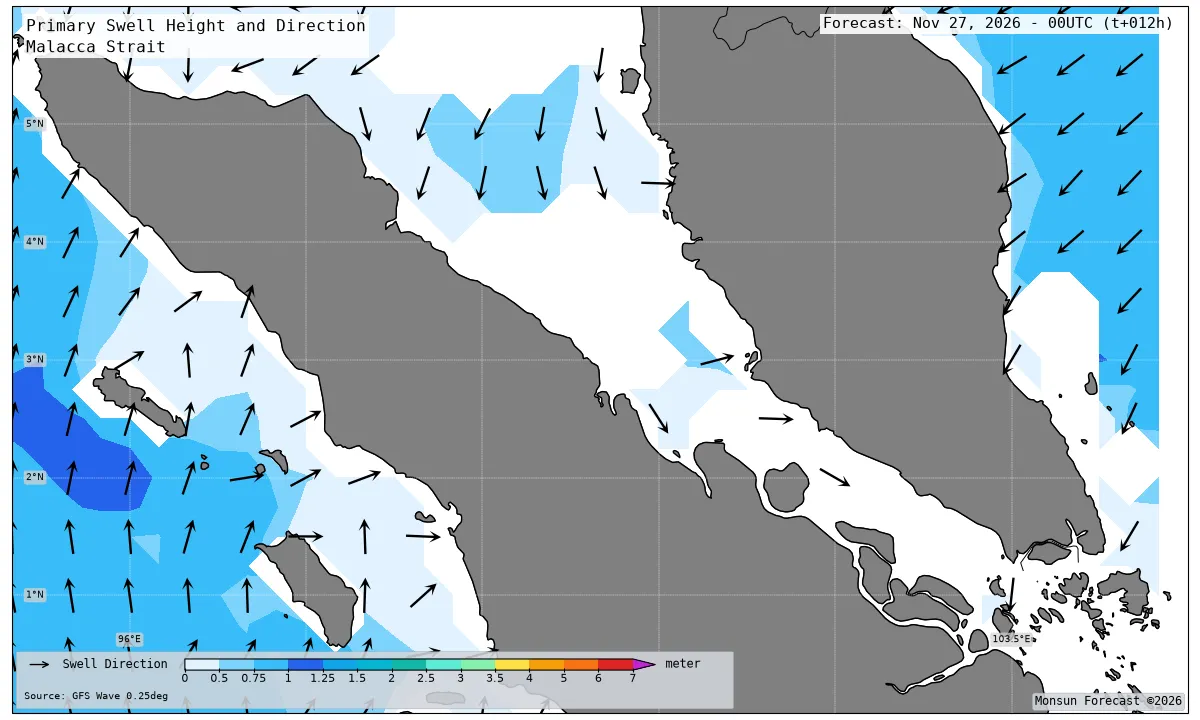 Primary Swell Height and Direction
Malacca Strait
Forecast: Nov 27, 2026 - 00UTC (t+012h)
5°N
4°N
3°N
2°N
1°N
96°E
103.5°E
Swell Direction
meter
0 0.5 0.75 1 1.25 1.5 2 2.5 3 3.5 4 5 6 7
Source: GFS Wave 0.25deg
Monsun Forecast ©2026